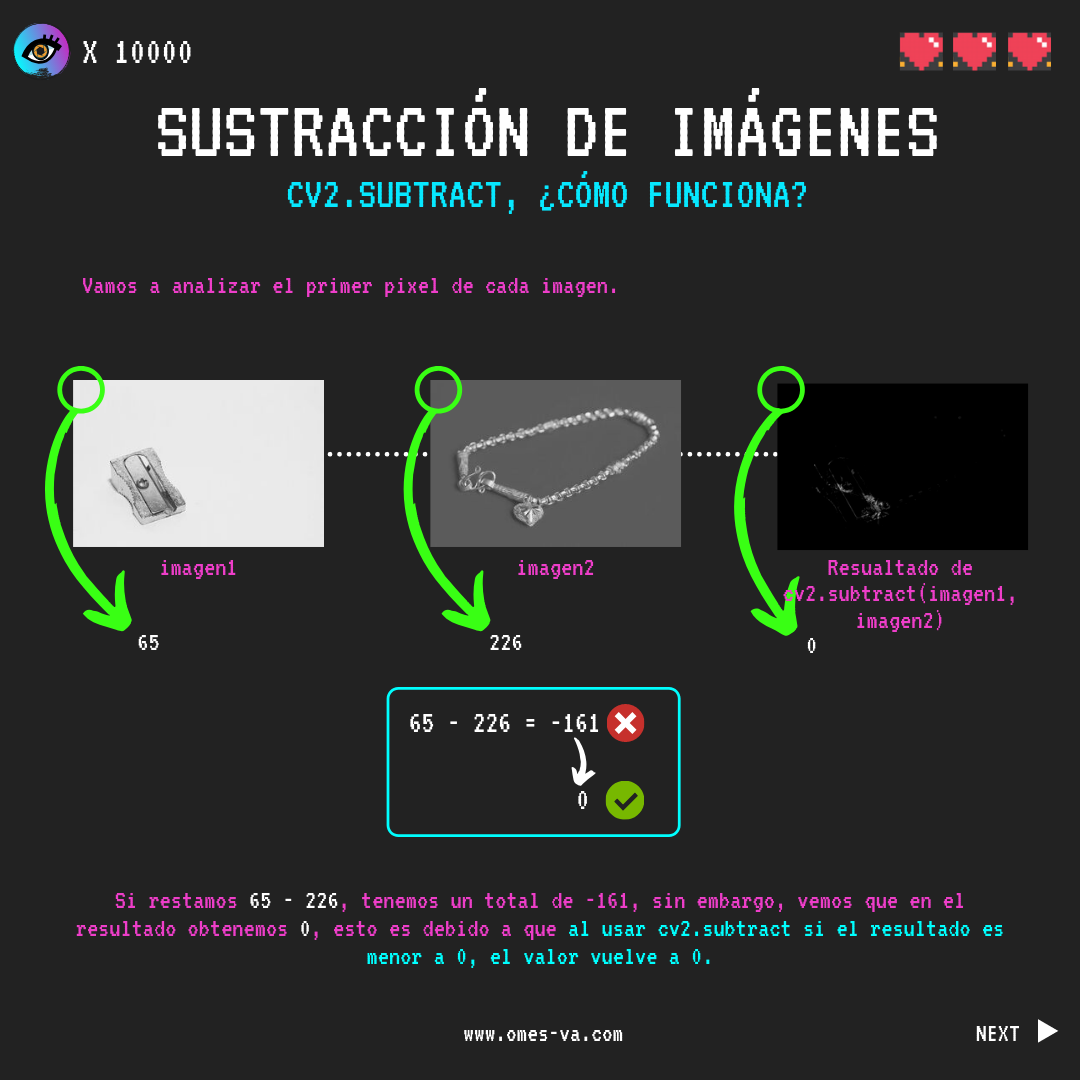 X 10000
SUSTRACCIÓN DE IMÁGENES
CV2.SUBTRACT, ¿CÓMO FUNCIONA?
Vamos a analizar el primer pixel de cada imagen.
imagen1
imagen2
Resualtado de
cv2.subtract(imagen1,
imagen2)
65
226
0
65 - 226 = -161
0
Si restamos 65 - 226, tenemos un total de -161, sin embargo, vemos que en el
resultado obtenemos 0, esto es debido a que al usar cv2.subtract si el resultado es
menor a 0, el valor vuelve a 0.
www.omes-va.com
NEXT